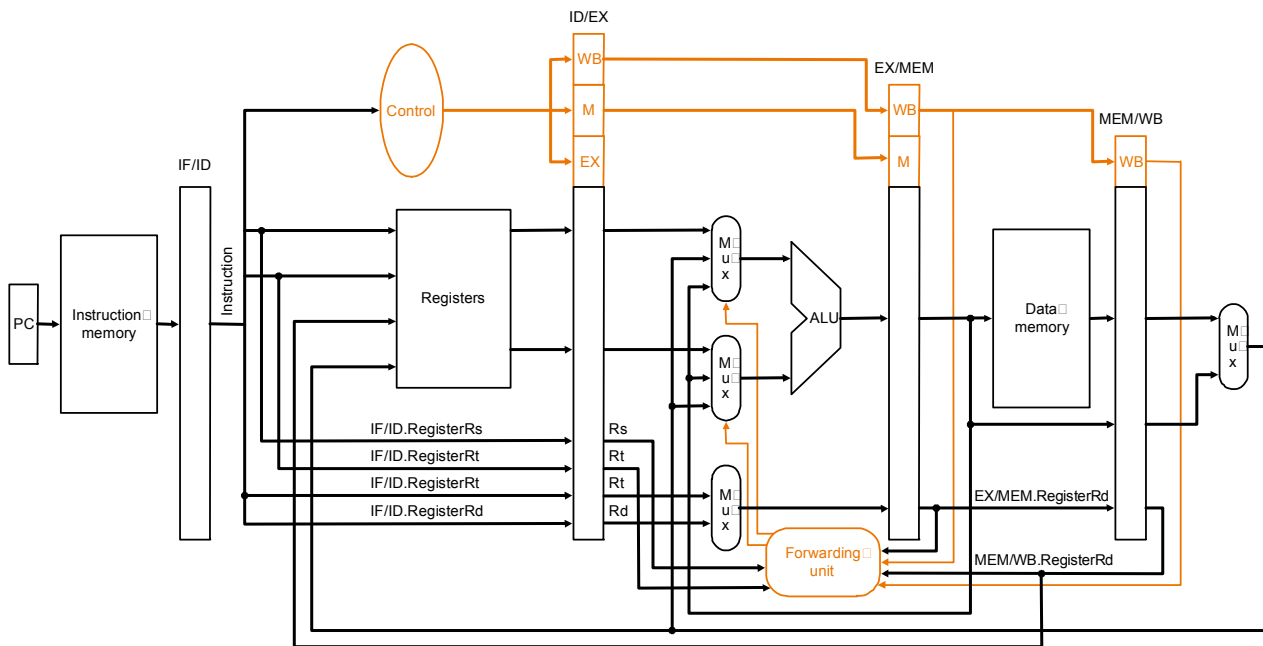 ID/EX
WB
EX/MEM
Control
M
WB
MEM/WB
IF/ID
EX
M
WB
Instruction
PC
Instruction
memory
Registers
M
u
x
M
u
x
ALU
Data
memory
M
u
x
IF/ID.RegisterRs
Rs
IF/ID.RegisterRt
Rt
IF/ID.RegisterRt
Rt
IF/ID.RegisterRd
Rd
M
u
x
EX/MEM.RegisterRd
Forwarding
unit
MEM/WB.RegisterRd